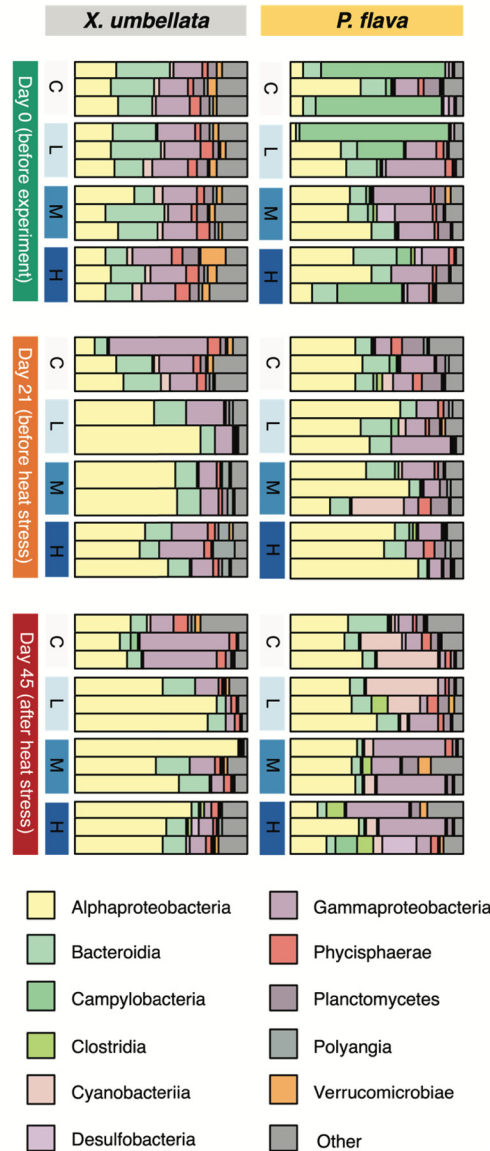 X. umbellata
P. flava
Day 0 (before experiment)
C
L
M
H
C
L
M
H
Day 21 (before heat stress)
C
L
M
H
C
L
M
H
Day 45 (after heat stress)
C
L
M
H
C
L
M
H
Alphaproteobacteria
Bacteroidia
Campylobacteria
Clostridia
Cyanobacteriia
Desulfobacteria
Gammaproteobacteria
Phycisphaerae
Planctomycetes
Polyangia
Verrucomicrobiae
Other